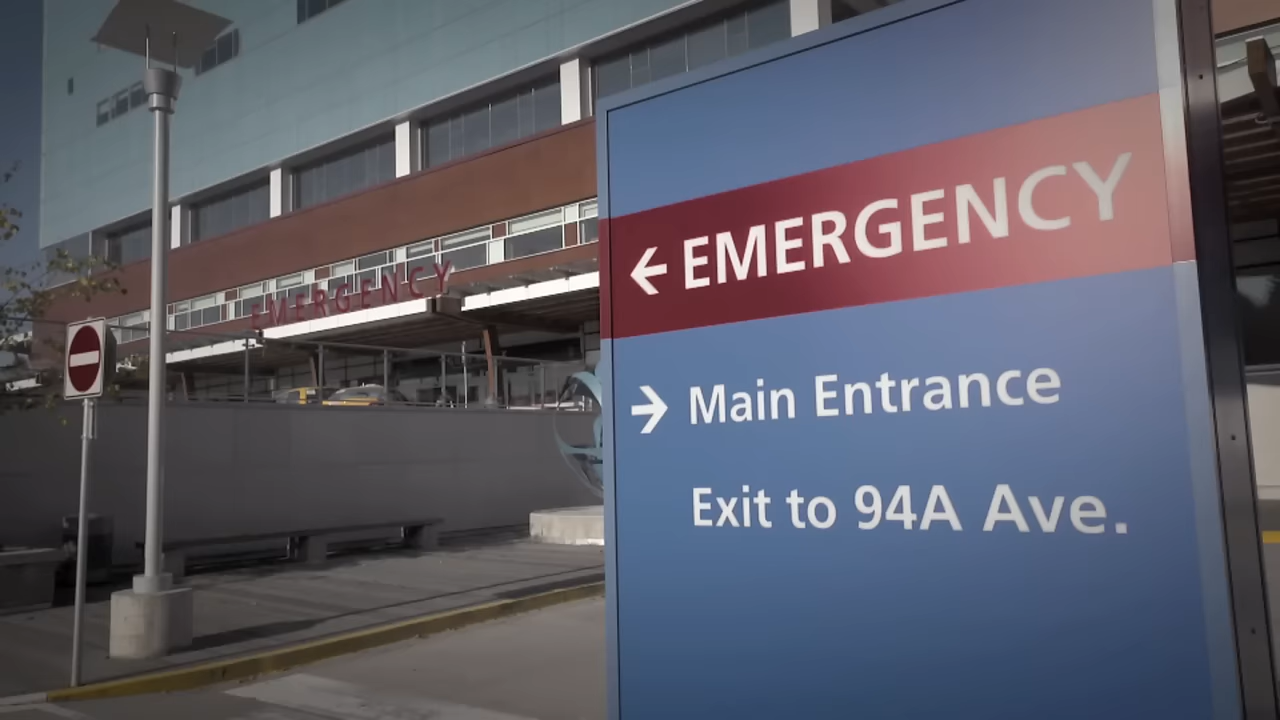 EMERGENCY
← EMERGENCY
→ Main Entrance
Exit to 94A Ave.